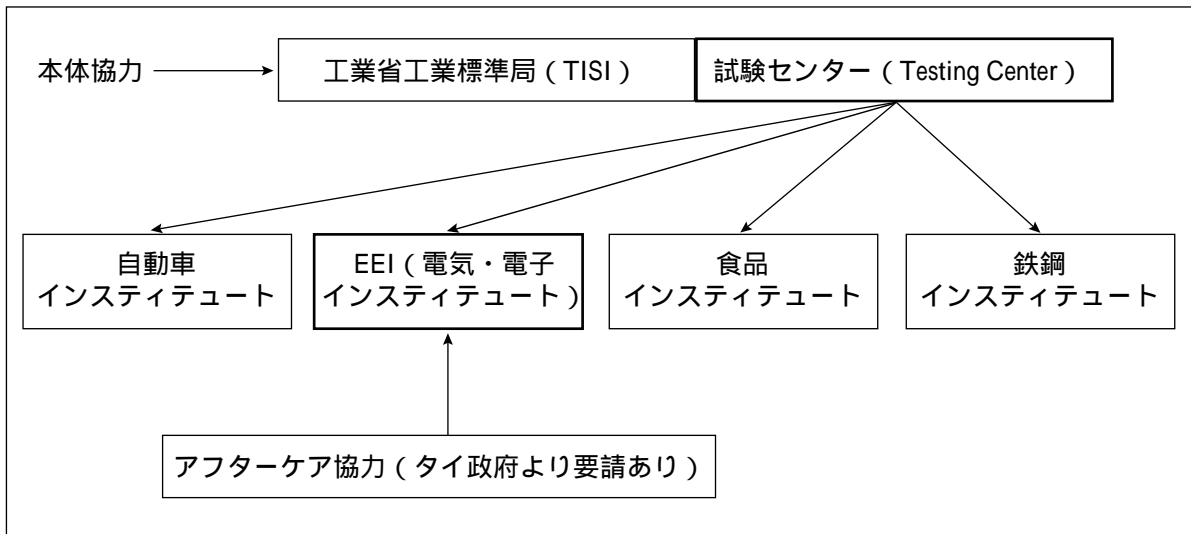 本体協力
工業省工業標準局(TISI)
試験センター(Testing Center)
自動車
インスティテュート
EEI(電気・電子
インスティテュート)
食品
インスティテュート
鉄鋼
インスティテュート
アフターケア協力(タイ政府より要請あり)